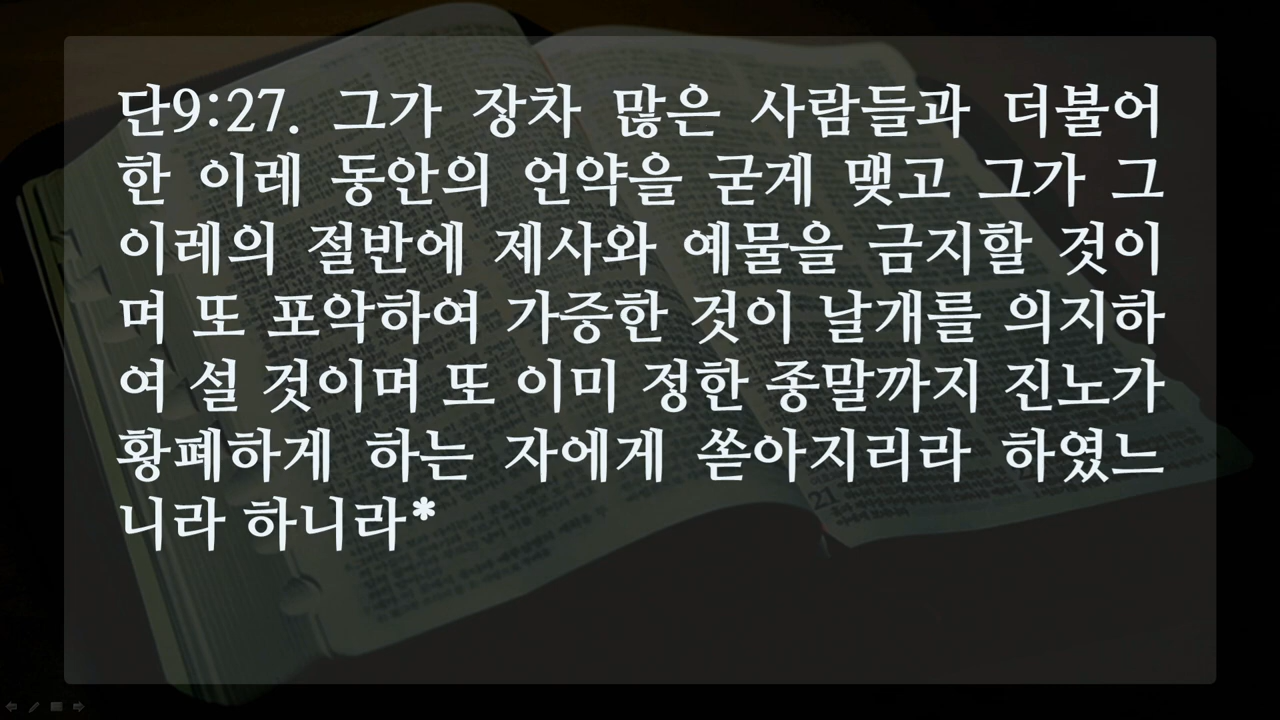 단9:27. 그가 장차 많은 사람들과 더불어
한 이레 동안의 언약을 굳게 맺고 그가 그
이레의 절반에 제사와 예물을 금지할 것이
며 또 포악하여 가증한 것이 날개를 의지하
여 설 것이며 또 이미 정한 종말까지 진노가
황폐하게 하는 자에게 쏟아지리라 하였느
니라 하니라*
21